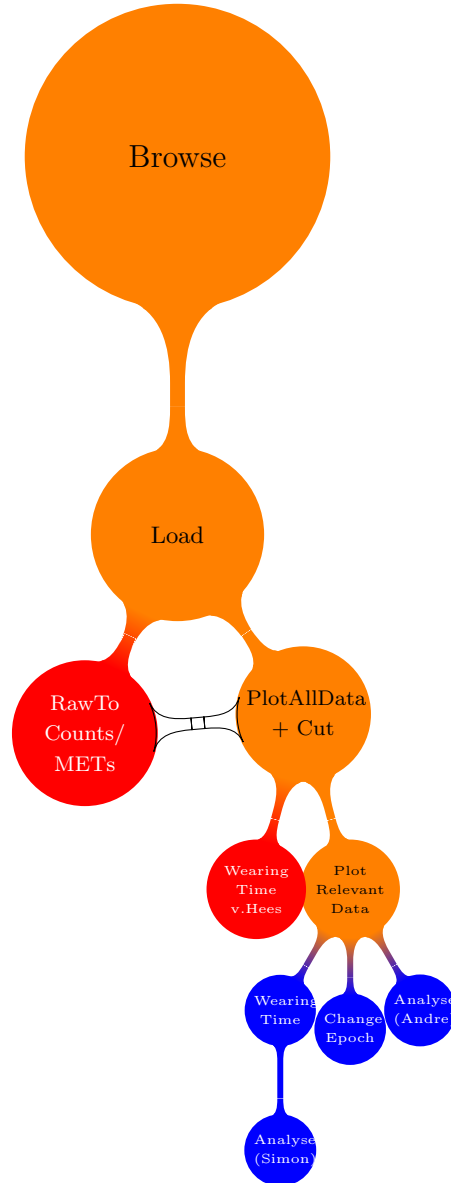 Browse
Load
RawTo
Counts/
METs
PlotAllData
+ Cut
Wearing
Time
v.Hees
Plot
Relevant
Data
Wearing
Time
Change
Epoch
Analyse
(Andre)
Analyse
(Simon)